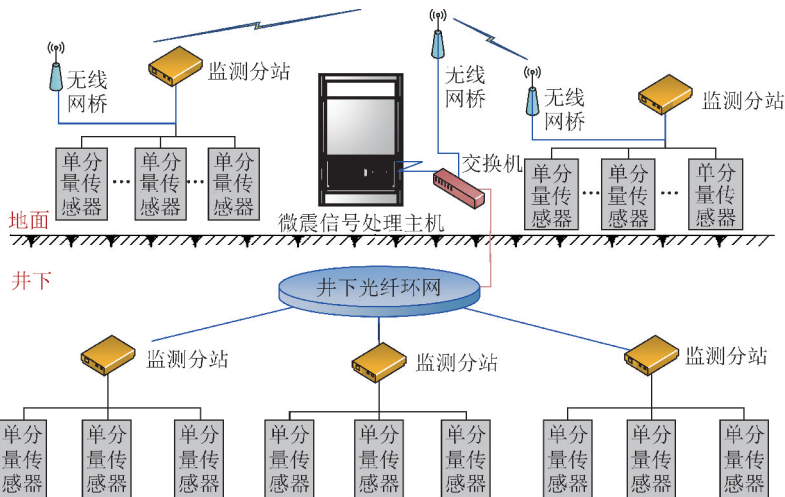 监测分站
无线
网桥
无线
网桥
无线
网桥
监测分站
单分
量传
感器
…
单分
量传
感器
…
单分
量传
感器
交换机
单分
量传
感器
…
单分
量传
感器
…
单分
量传
感器
地面
微震信号处理主机
井下
井下光纤环网
监测分站
监测分站
监测分站
单分
量传
感器
单分
量传
感器
单分
量传
感器
单分
量传
感器
单分
量传
感器
单分
量传
感器
单分
量传
感器
单分
量传
感器
单分
量传
感器